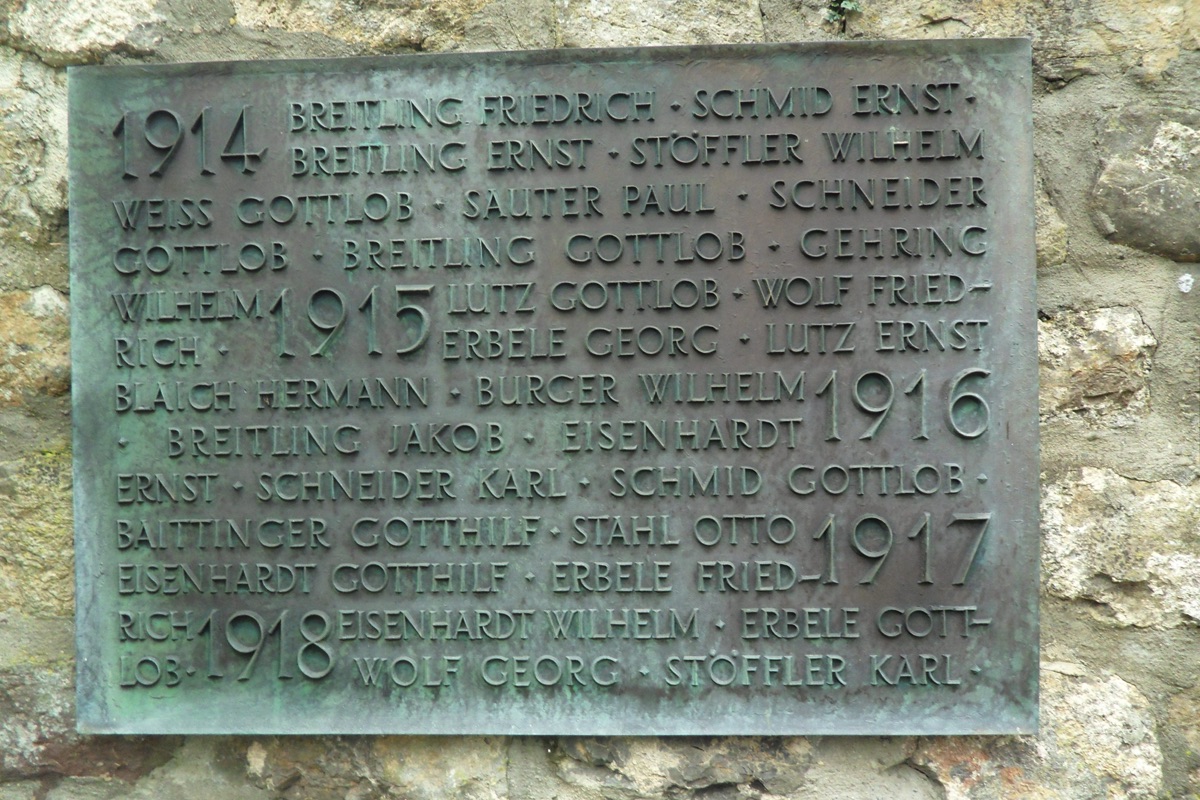 1914 BREITLING FRIEDRICH · SCHMID ERNST ·
BREITLING ERNST · STÖFFLER WILHELM
WEISS GOTTLOB · SAUTER PAUL · SCHNEIDER
GOTTLOB · BREITLING GOTTLOB · GEHRING
WILHELM 1915 LUTZ GOTTLOB · WOLF FRIED-
RICH · ERBELE GEORG · LUTZ ERNST
BLAICH HERMANN · BURGER WILHELM 1916
· BREITLING JAKOB · EISENHARDT
ERNST · SCHNEIDER KARL · SCHMID GOTTLOB ·
BAITTINGER GOTTHILF · STAHL OTTO 1917
EISENHARDT GOTTHILF · ERBELE FRIED-
RICH 1918 EISENHARDT WILHELM · ERBELE GOTT-
LOB · WOLF GEORG · STÖFFLER KARL ·